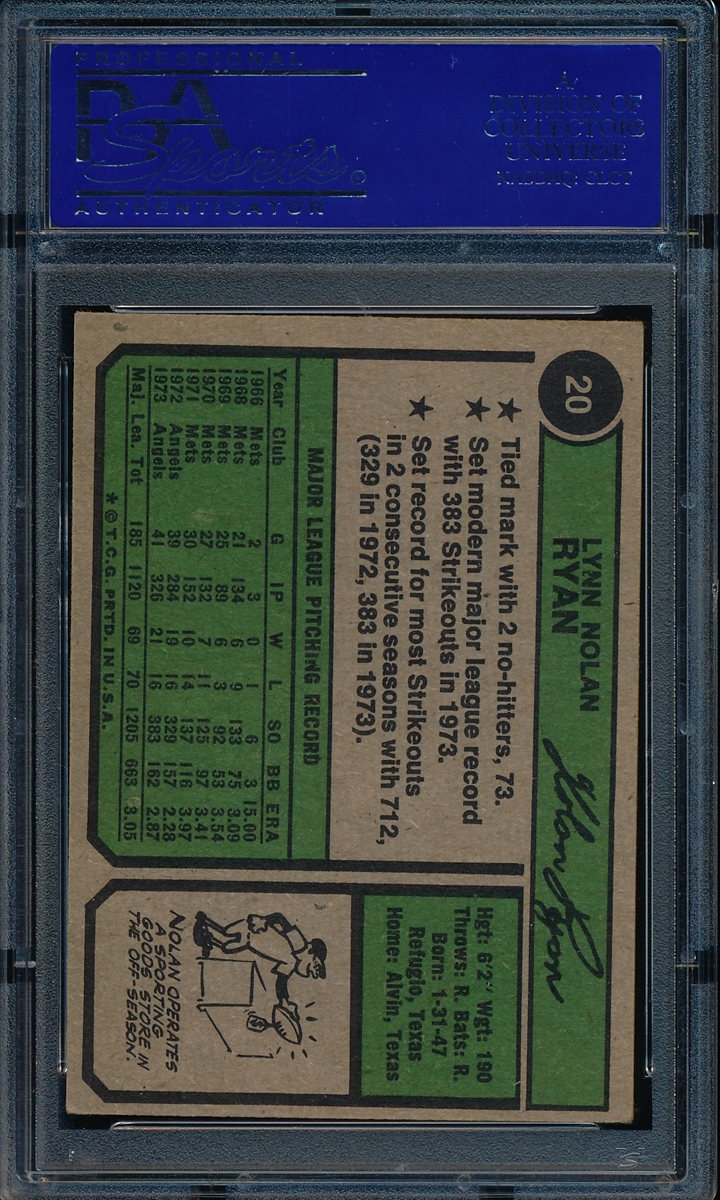 PROFESSIONAL
PSA
Sports
AUTHENTICATOR
A
DIVISION OF
COLLECTORS
UNIVERSE
NASDAQ: CLCT
20
LYNN NOLAN
RYAN
Nolan Ryan
★ Tied mark with 2 no-hitters, 73.
★ Set modern major league record
with 383 Strikeouts in 1973.
★ Set record for most Strikeouts
in 2 consecutive seasons with 712,
(329 in 1972, 383 in 1973).
Hgt: 6'2" Wgt: 190
Throws: R. Bats: R.
Born: 1-31-47
Refugio, Texas
Home: Alvin, Texas
MAJOR LEAGUE PITCHING RECORD
Year Club G IP W L SO BB ERA
1966 Mets 2 3 0 1 6 3 15.00
1968 Mets 21 134 6 9 133 75 3.09
1969 Mets 25 89 6 3 92 53 3.54
1970 Mets 27 132 7 11 125 97 3.41
1971 Mets 30 152 10 14 137 116 3.97
1972 Angels 39 284 19 16 329 157 2.28
1973 Angels 41 326 21 16 383 162 2.87
Maj. Lea. Tot 185 1120 69 70 1205 663 3.05
* © T.C.G. PRTD. IN U.S.A.
NOLAN OPERATES
A SPORTING
GOODS STORE IN
THE OFF-SEASON.